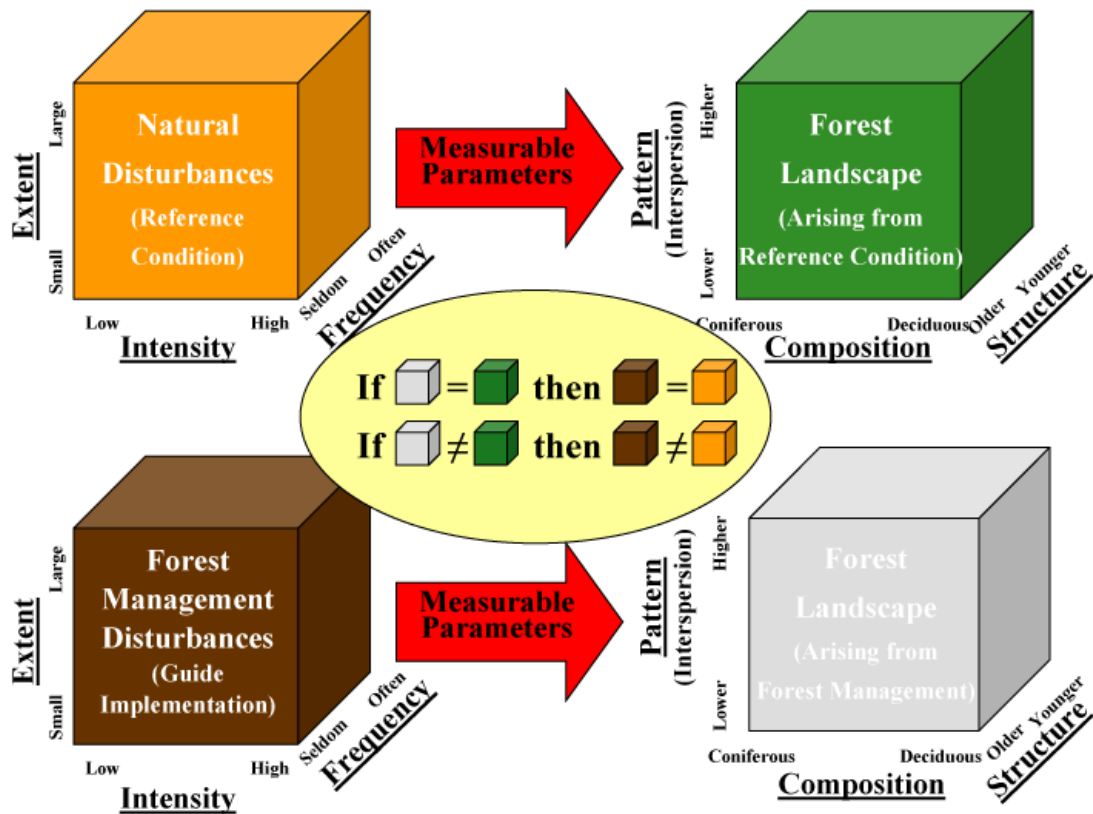 Extent
Large
Small
Natural
Disturbances
(Reference
Condition)
Low
High
Intensity
Seldom
Often
Frequency
Measurable
Parameters
Pattern
(Interspersion)
Higher
Lower
Forest
Landscape
(Arising from
Reference Condition)
Coniferous
Deciduous
Composition
Older
Younger
Structure
If = then =
If ≠ then ≠
Extent
Large
Small
Forest
Management
Disturbances
(Guide
Implementation)
Low
High
Intensity
Seldom
Often
Frequency
Measurable
Parameters
Pattern
(Interspersion)
Higher
Lower
Forest
Landscape
(Arising from
Forest Management)
Coniferous
Deciduous
Composition
Older
Younger
Structure